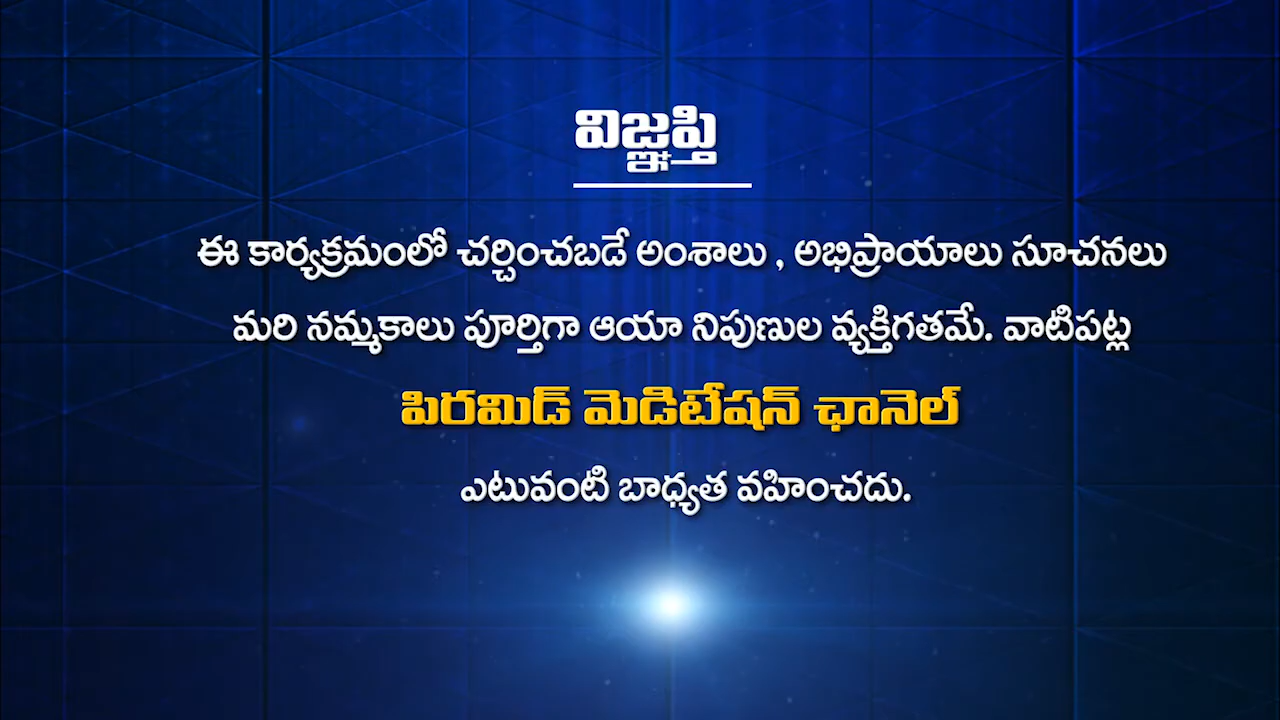 విజ్ఞప్తి
ఈ కార్యక్రమంలో చర్చించబడే అంశాలు , అభిప్రాయాలు సూచనలు
మరి నమ్మకాలు పూర్తిగా ఆయా నిపుణుల వ్యక్తిగతమే. వాటిపట్ల
పిరమిడ్ మెడిటేషన్ ఛానెల్
ఎటువంటి బాధ్యత వహించదు.